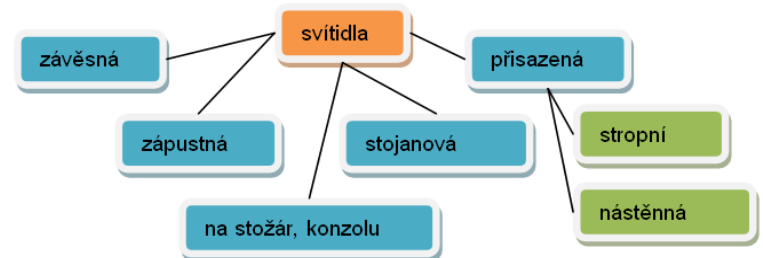 svítidla
závěsná
přisazená
zápustná
stojanová
stropní
na stožár, konzolu
nástěnná